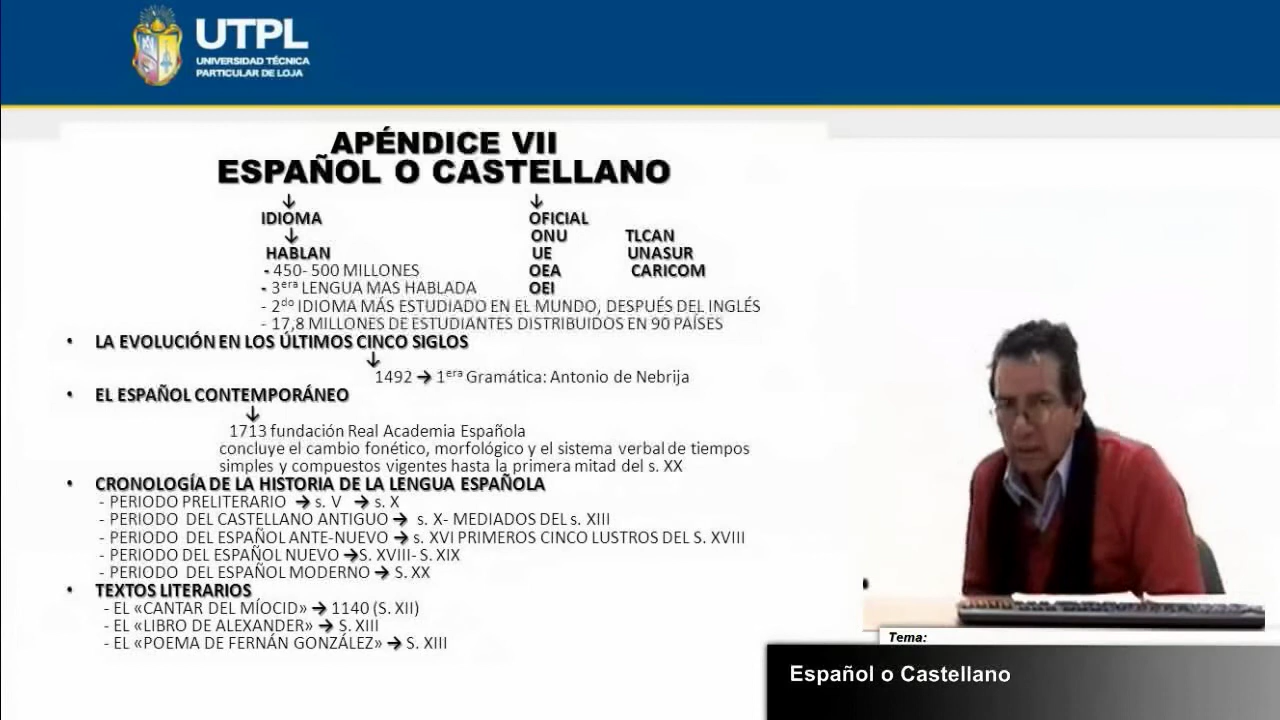 UTPL
UNIVERSIDAD TÉCNICA
PARTICULAR DE LOJA
APÉNDICE VII
ESPAÑOL O CASTELLANO
↓ ↓
IDIOMA OFICIAL
↓ ONU TLCAN
HABLAN UE UNASUR
- 450- 500 MILLONES OEA CARICOM
- 3era LENGUA MAS HABLADA OEI
- 2do IDIOMA MÁS ESTUDIADO EN EL MUNDO, DESPUÉS DEL INGLÉS
- 17,8 MILLONES DE ESTUDIANTES DISTRIBUIDOS EN 90 PAÍSES
• LA EVOLUCIÓN EN LOS ÚLTIMOS CINCO SIGLOS
↓
1492 → 1era Gramática: Antonio de Nebrija
• EL ESPAÑOL CONTEMPORÁNEO
↓
1713 fundación Real Academia Española
concluye el cambio fonético, morfológico y el sistema verbal de tiempos
simples y compuestos vigentes hasta la primera mitad del s. XX
• CRONOLOGÍA DE LA HISTORIA DE LA LENGUA ESPAÑOLA
- PERIODO PRELITERARIO → s. V → s. X
- PERIODO DEL CASTELLANO ANTIGUO → s. X- MEDIADOS DEL s. XIII
- PERIODO DEL ESPAÑOL ANTE-NUEVO → s. XVI PRIMEROS CINCO LUSTROS DEL S. XVIII
- PERIODO DEL ESPAÑOL NUEVO →S. XVIII- S. XIX
- PERIODO DEL ESPAÑOL MODERNO → S. XX
• TEXTOS LITERARIOS
- EL «CANTAR DEL MÍOCID» → 1140 (S. XII)
- EL «LIBRO DE ALEXANDER» → S. XIII
- EL «POEMA DE FERNÁN GONZÁLEZ» → S. XIII
Tema:
Español o Castellano